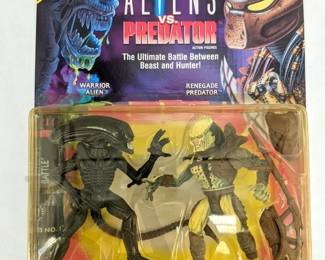 ALIENS
VS.
PREDATOR
ACTION FIGURES
The Ultimate Battle Between
Beast and Hunter!
WARRIOR
ALIEN
RENEGADE
PREDATOR